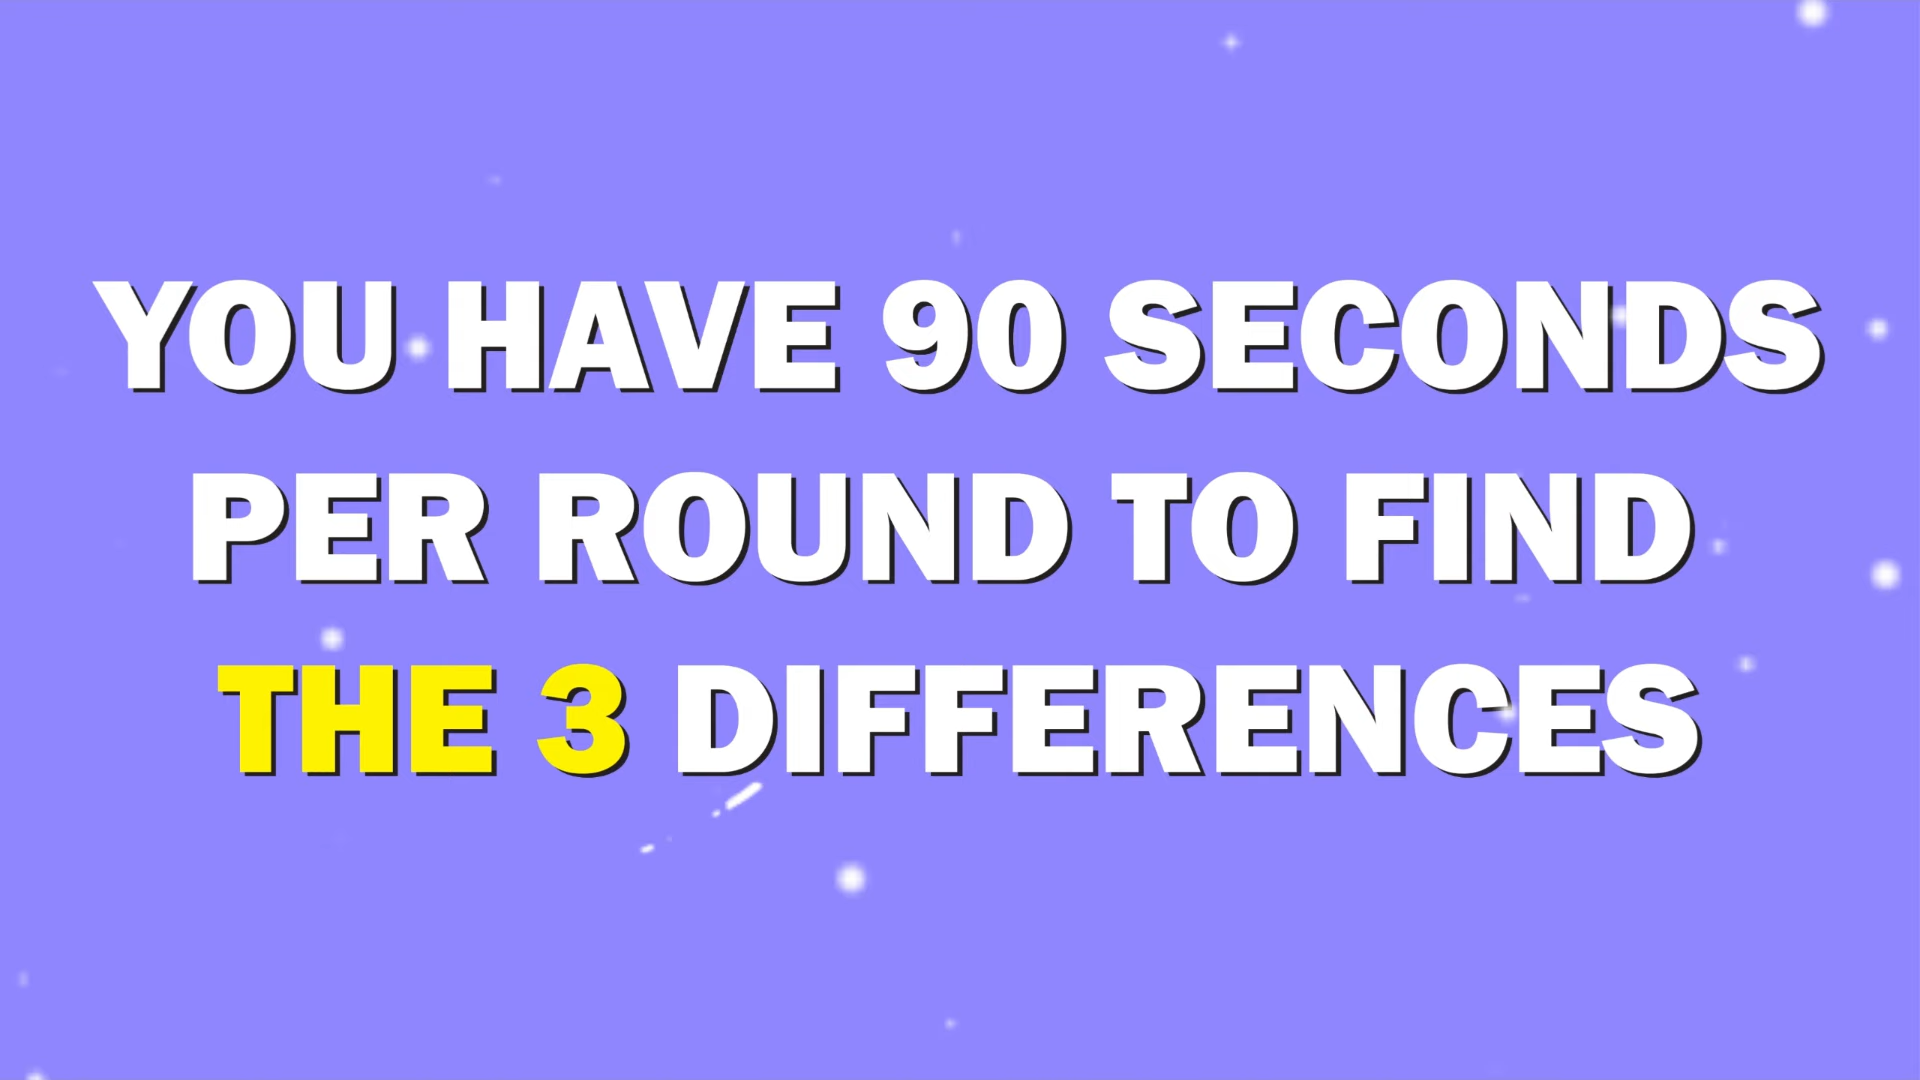 YOU HAVE 90 SECONDS
PER ROUND TO FIND
THE 3 DIFFERENCES